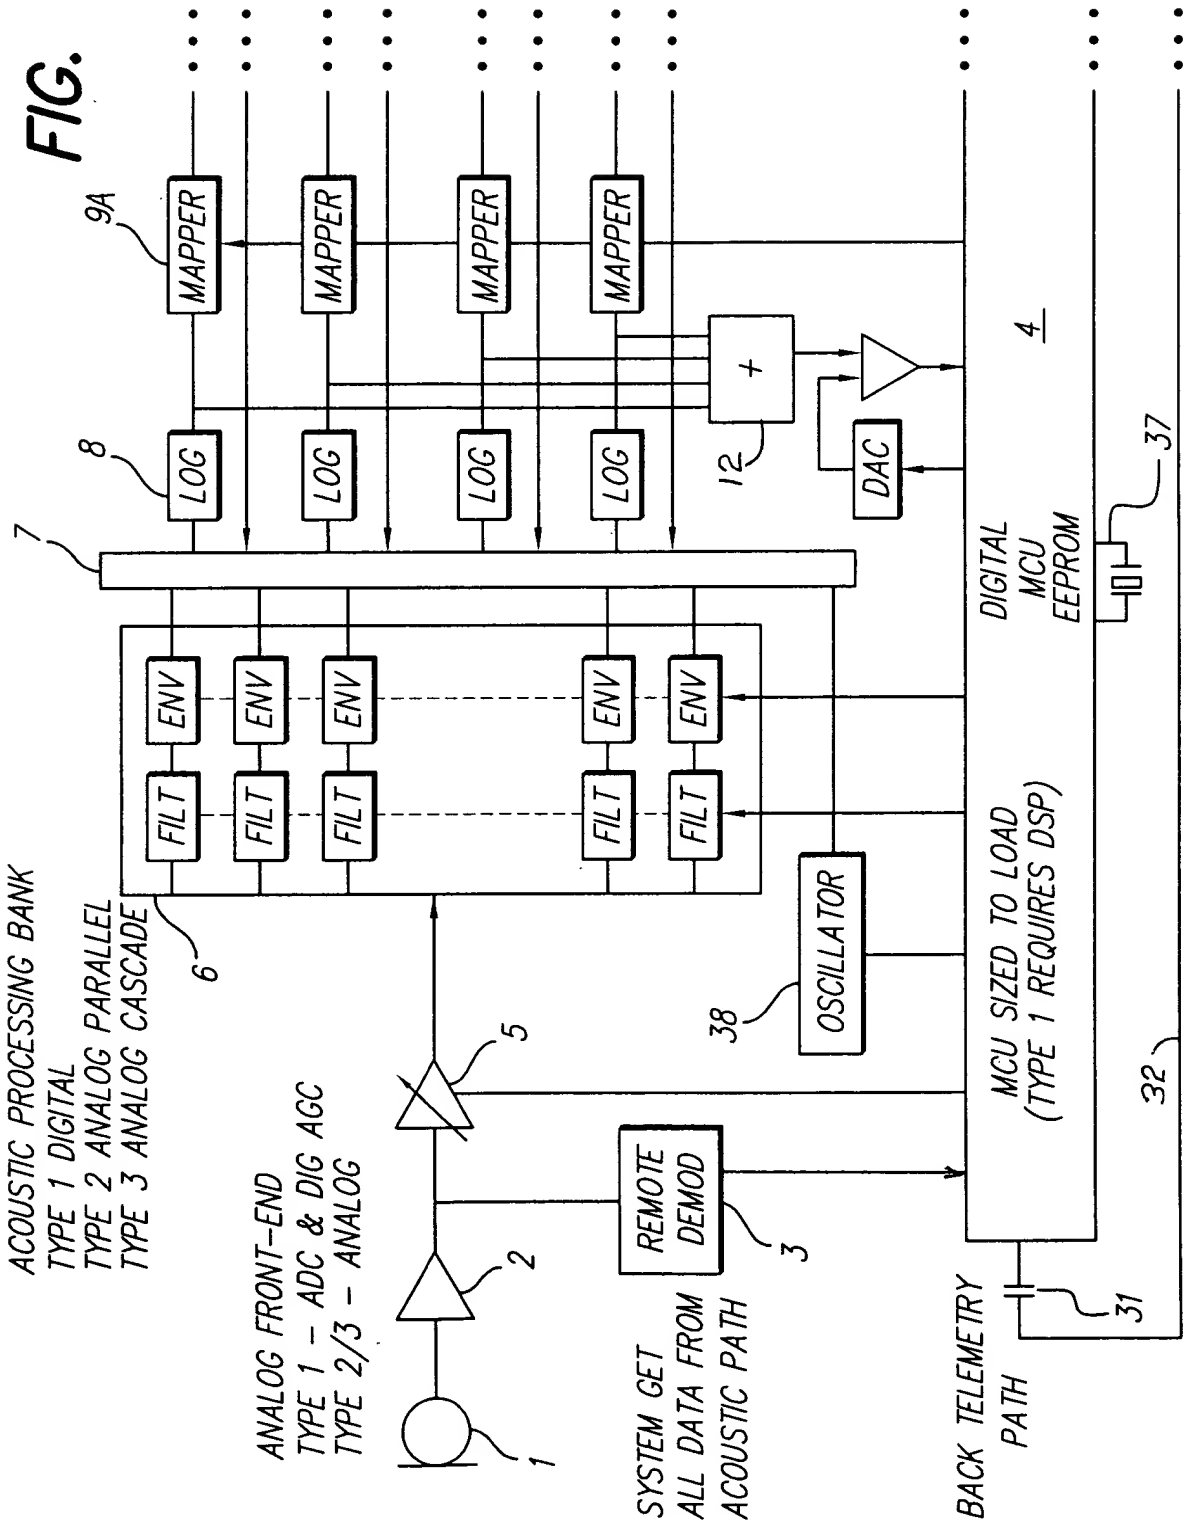 FIG.
ACOUSTIC PROCESSING BANK
TYPE 1 DIGITAL
TYPE 2 ANALOG PARALLEL
TYPE 3 ANALOG CASCADE
6
7
8
9A
FILT
ENV
LOG
MAPPER
FILT
ENV
LOG
MAPPER
FILT
ENV
LOG
MAPPER
FILT
ENV
LOG
MAPPER
FILT
ENV
ANALOG FRONT-END
TYPE 1 - ADC & DIG AGC
TYPE 2/3 - ANALOG
1
2
5
+
12
DAC
REMOTE
DEMOD
3
OSCILLATOR
38
SYSTEM GET
ALL DATA FROM
ACOUSTIC PATH
BACK TELEMETRY
PATH
MCU SIZED TO LOAD
(TYPE 1 REQUIRES DSP)
DIGITAL
MCU
EEPROM
4
31
32
37